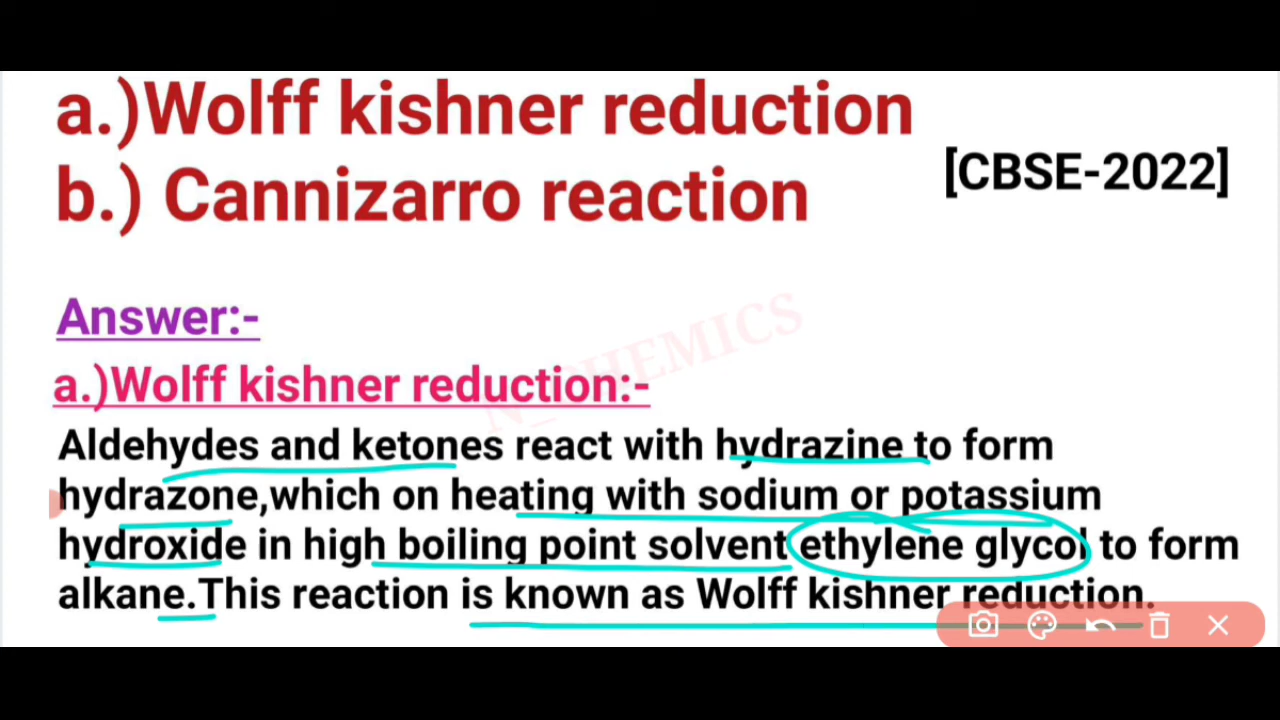 a.)Wolff kishner reduction
b.) Cannizarro reaction
[CBSE-2022]
Answer:-
a.)Wolff kishner reduction:-
N_CHEMICS
Aldehydes and ketones react with hydrazine to form
hydrazone,which on heating with sodium or potassium
hydroxide in high boiling point solvent ethylene glycol to form
alkane.This reaction is known as Wolff kishner reduction.